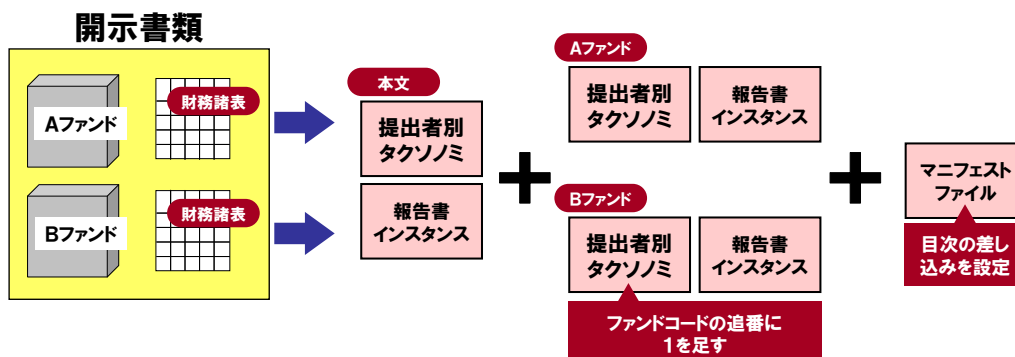 開示書類
Aファンド
財務諸表
Bファンド
財務諸表
本文
提出者別
タクソノミ
報告書
インスタンス
Aファンド
提出者別
タクソノミ
報告書
インスタンス
Bファンド
提出者別
タクソノミ
報告書
インスタンス
ファンドコードの追番に
1を足す
マニフェスト
ファイル
目次の差し
込みを設定